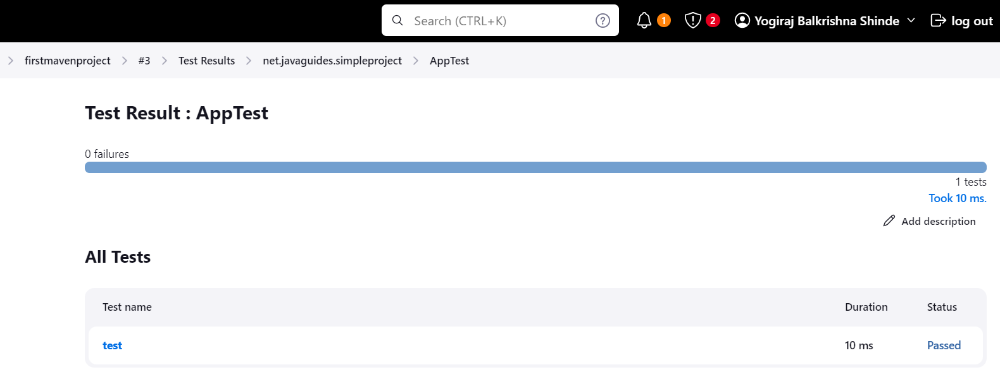 Search (CTRL+K) ? 1 2 Yogiraj Balkrishna Shinde log out
firstmavenproject #3 Test Results net.javaguides.simpleproject AppTest
Test Result : AppTest
0 failures
1 tests
Took 10 ms.
Add description
All Tests
Test name Duration Status
test 10 ms Passed